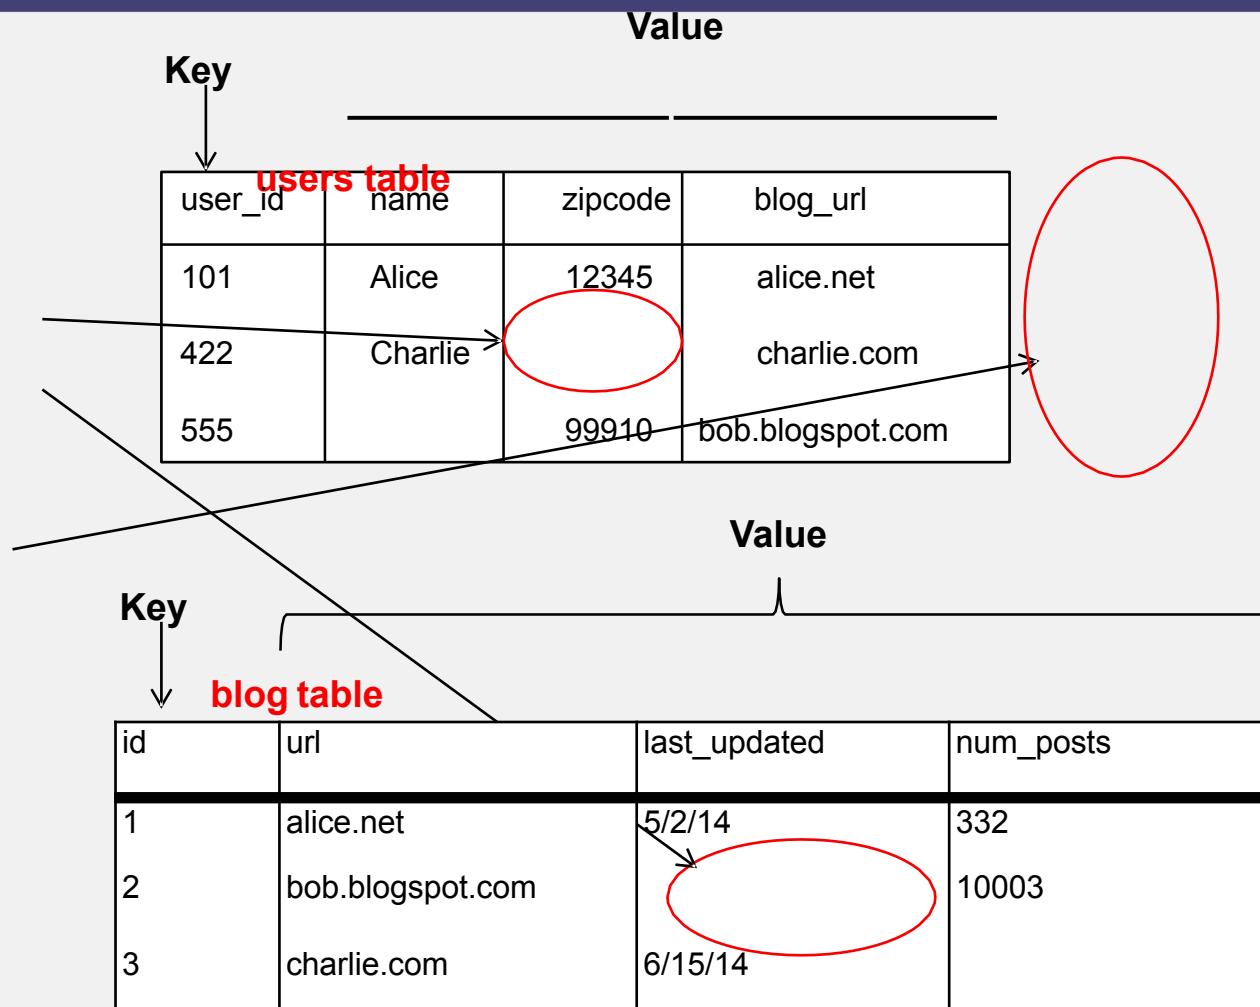 Value
Key
users table
user_id name zipcode blog_url
101 Alice 12345 alice.net
422 Charlie charlie.com
555 99910 bob.blogspot.com
Value
Key
blog table
id url last_updated num_posts
1 alice.net 5/2/14 332
2 bob.blogspot.com 10003
3 charlie.com 6/15/14